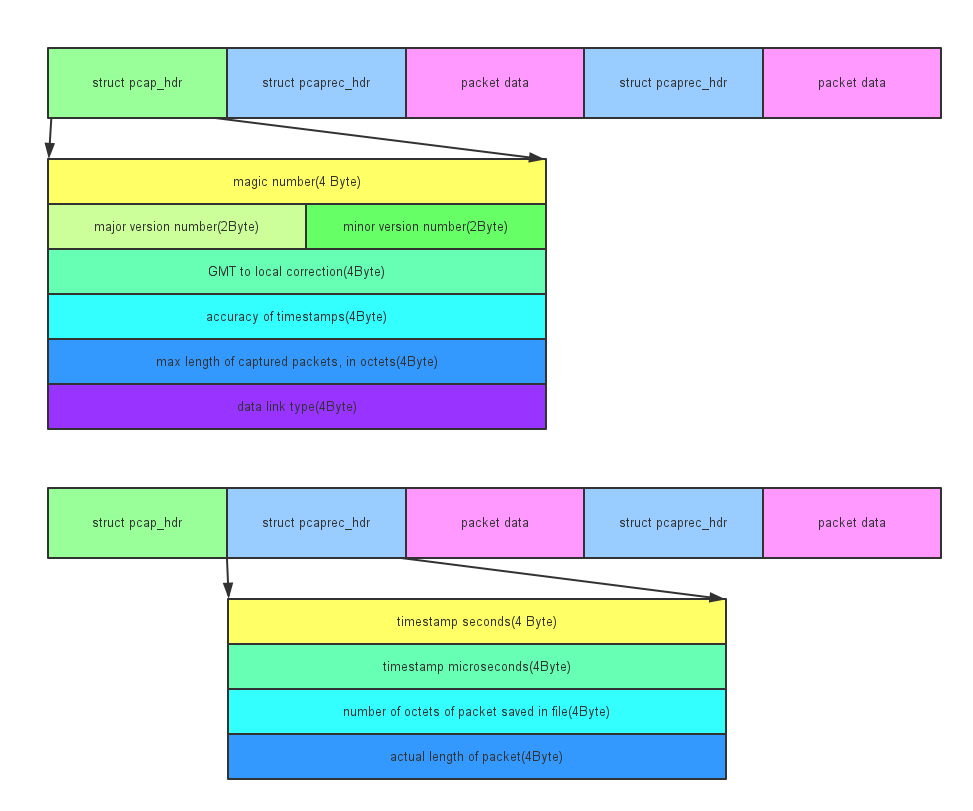 struct pcap_hdr
struct pcaprec_hdr
packet data
struct pcaprec_hdr
packet data
magic number(4 Byte)
major version number(2Byte)
minor version number(2Byte)
GMT to local correction(4Byte)
accuracy of timestamps(4Byte)
max length of captured packets, in octets(4Byte)
data link type(4Byte)
struct pcap_hdr
struct pcaprec_hdr
packet data
struct pcaprec_hdr
packet data
timestamp seconds(4 Byte)
timestamp microseconds(4Byte)
number of octets of packet saved in file(4Byte)
actual length of packet(4Byte)